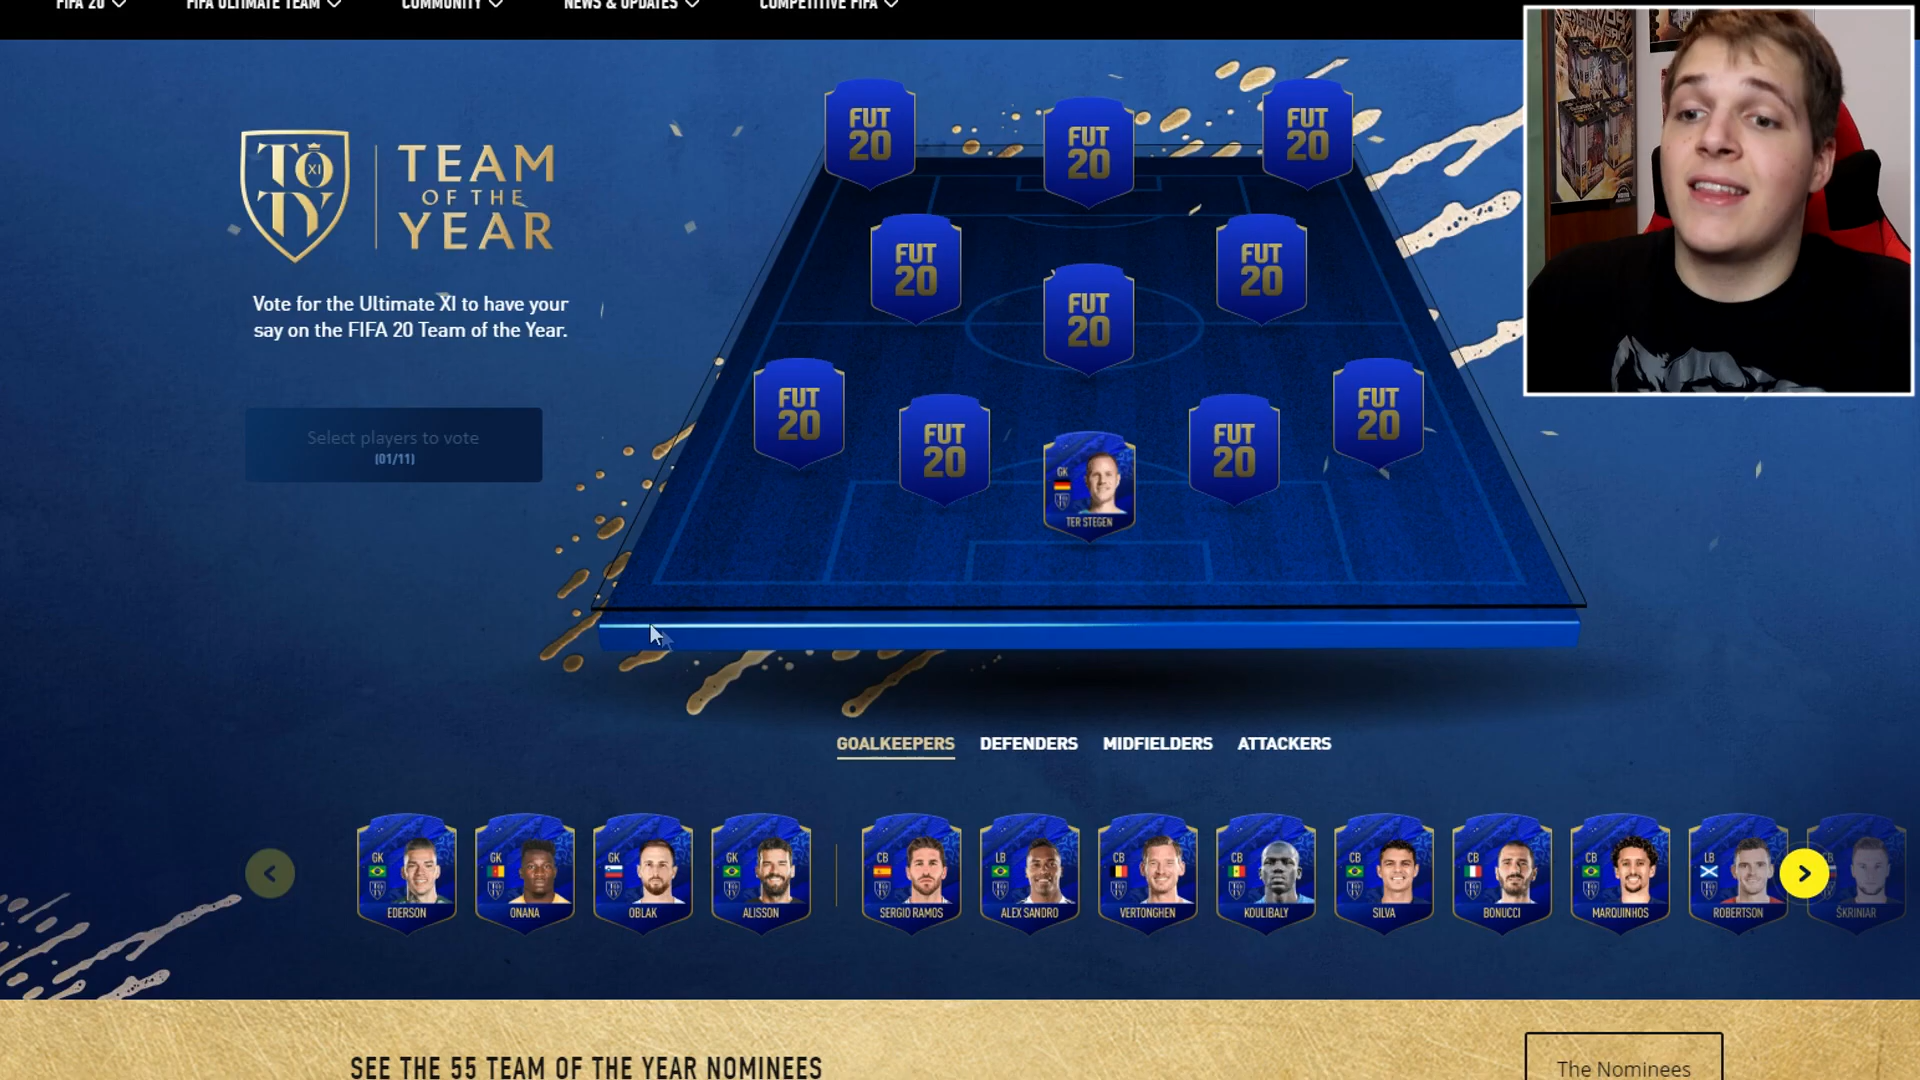 FIFA 20
FIFA ULTIMATE TEAM
COMMUNITY
NEWS & UPDATES
COMPETITIVE FIFA
TOTY XI
TEAM
OF THE
YEAR
Vote for the Ultimate XI to have your
say on the FIFA 20 Team of the Year.
Select players to vote
(01/11)
FUT
20
FUT
20
FUT
20
FUT
20
FUT
20
FUT
20
FUT
20
FUT
20
FUT
20
FUT
20
GK
TER STEGEN
GOALKEEPERS
DEFENDERS
MIDFIELDERS
ATTACKERS
GK
EDERSON
GK
ONANA
GK
OBLAK
GK
ALISSON
CB
SERGIO RAMOS
LB
ALEX SANDRO
CB
VERTONGHEN
CB
KOULIBALY
CB
SILVA
CB
BONUCCI
CB
MARQUINHOS
LB
ROBERTSON
ŠKRINIAR
SEE THE 55 TEAM OF THE YEAR NOMINEES
The Nominees